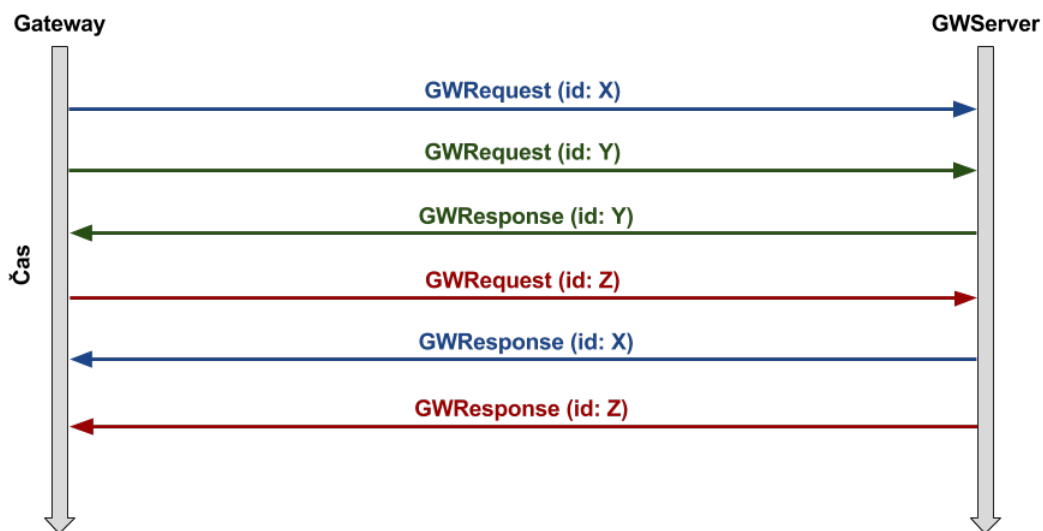 Gateway
GWServer
GWRequest (id: X)
GWRequest (id: Y)
GWResponse (id: Y)
Čas
GWRequest (id: Z)
GWResponse (id: X)
GWResponse (id: Z)